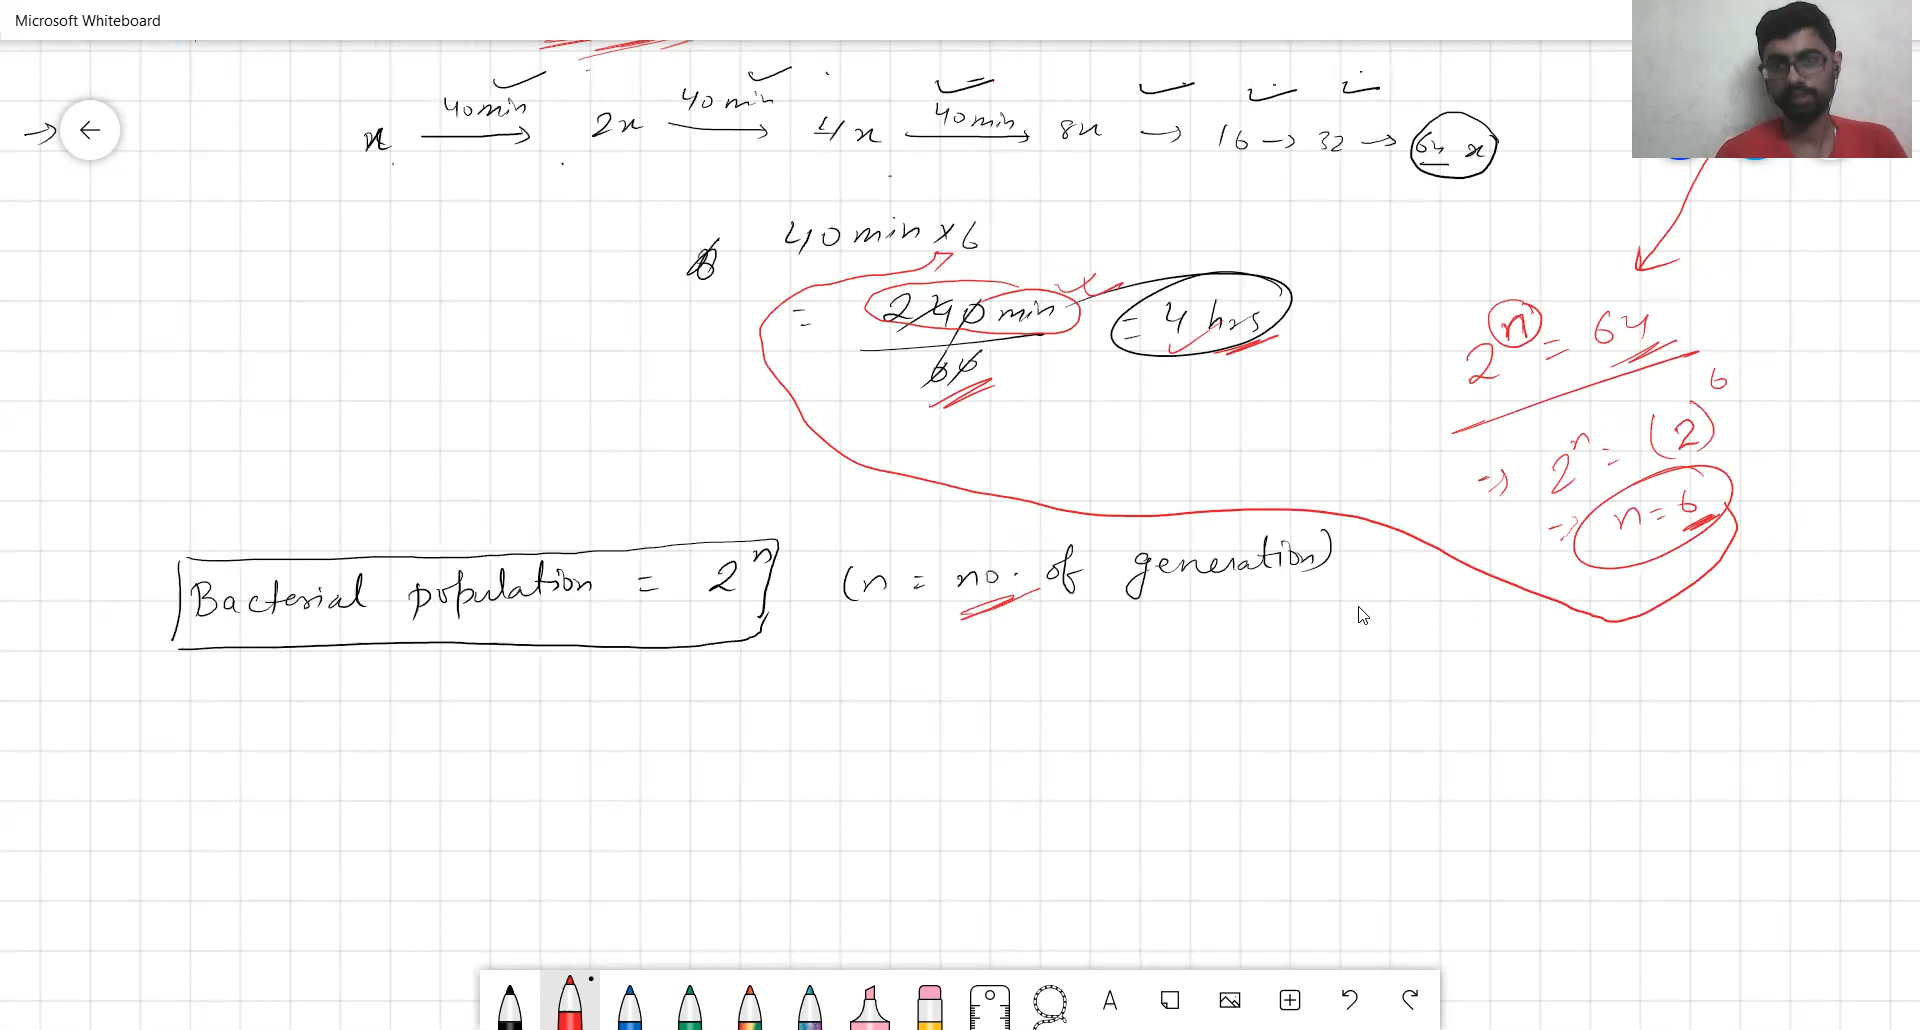 Microsoft Whiteboard
x 40 min → 2x 40 min → 4x 40 min → 8x → 16 → 32 → 64 x
40 min × 6
= 240 min = 4 hrs
60
2^n = 64
⇒ 2^n = (2)^6
⇒ n = 6
Bacterial population = 2^n (n = no. of generation)
A